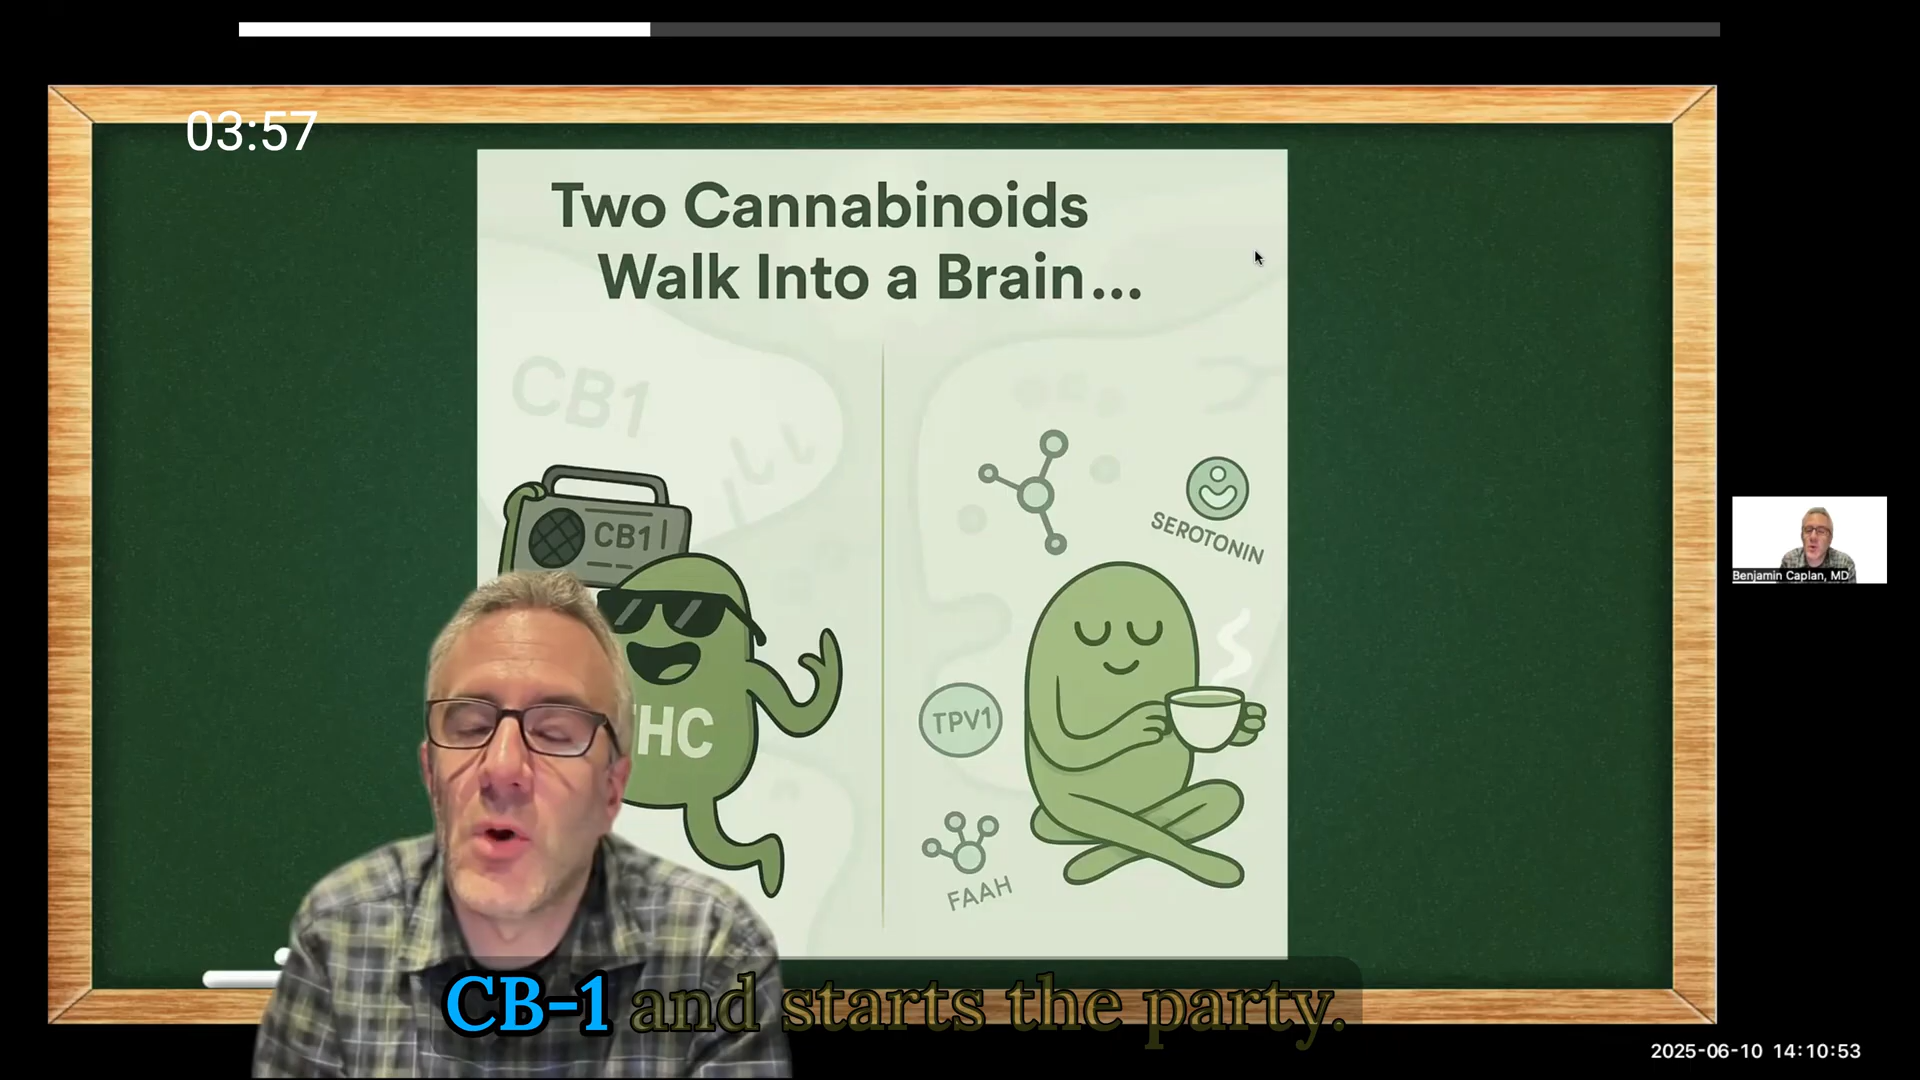 03:57
Two Cannabinoids
Walk Into a Brain...
CB1
CB1
SEROTONIN
HC
TPV1
FAAH
Benjamin Caplan, MD
CB-1 and starts the party.
2025-06-10 14:10:53